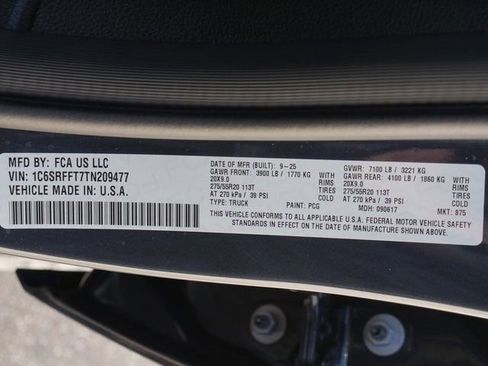 MFD BY: FCA US LLC
VIN: 1C6SRFFT7TN209477
VEHICLE MADE IN: U.S.A.
DATE OF MFR (BUILT): 9-25 GVWR: 7100 LB / 3221 KG
GAWR FRONT: 3900 LB / 1770 KG WITH GAWR REAR: 4100 LB / 1860 KG WITH
20X9.0 RIMS 20X9.0 RIMS
275/55R20 113T TIRES 275/55R20 113T TIRES
AT 270 kPa / 39 PSI COLD AT 270 kPa / 39 PSI COLD
TYPE: TRUCK PAINT: PCG MDH: 090617 MKT: 875
THIS VEHICLE CONFORMS TO ALL APPLICABLE U.S.A. FEDERAL MOTOR VEHICLE SAFETY
STANDARDS IN EFFECT ON THE DATE OF MANUFACTURE SHOWN ABOVE.